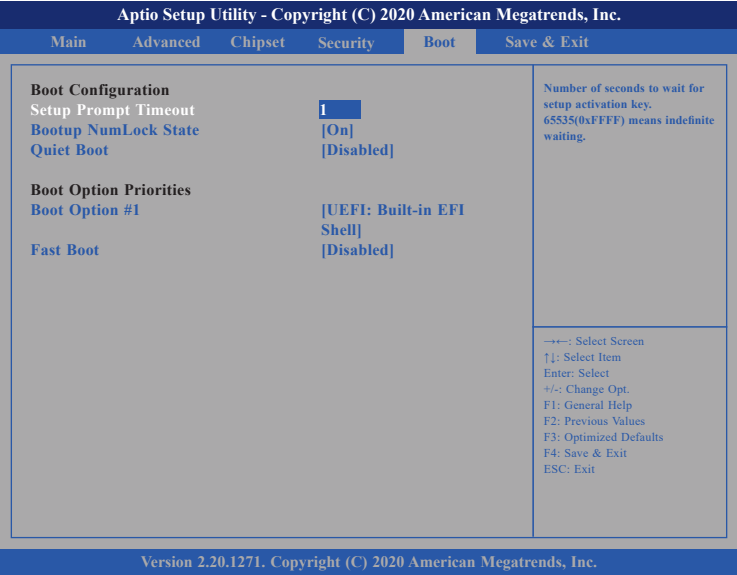 Aptio Setup Utility - Copyright (C) 2020 American Megatrends, Inc.
Main Advanced Chipset Security Boot Save & Exit
Boot Configuration
Setup Prompt Timeout 1
Bootup NumLock State [On]
Quiet Boot [Disabled]
Boot Option Priorities
Boot Option #1 [UEFI: Built-in EFI
Shell]
Fast Boot [Disabled]
Number of seconds to wait for
setup activation key.
65535(0xFFFF) means indefinite
waiting.
→←: Select Screen
↑↓: Select Item
Enter: Select
+/-: Change Opt.
F1: General Help
F2: Previous Values
F3: Optimized Defaults
F4: Save & Exit
ESC: Exit
Version 2.20.1271. Copyright (C) 2020 American Megatrends, Inc.